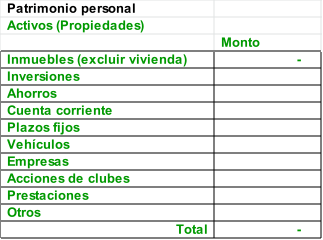 Patrimonio personal
Activos (Propiedades)
Monto
Inmuebles (excluir vivienda) -
Inversiones
Ahorros
Cuenta corriente
Plazos fijos
Vehículos
Empresas
Acciones de clubes
Prestaciones
Otros
Total -